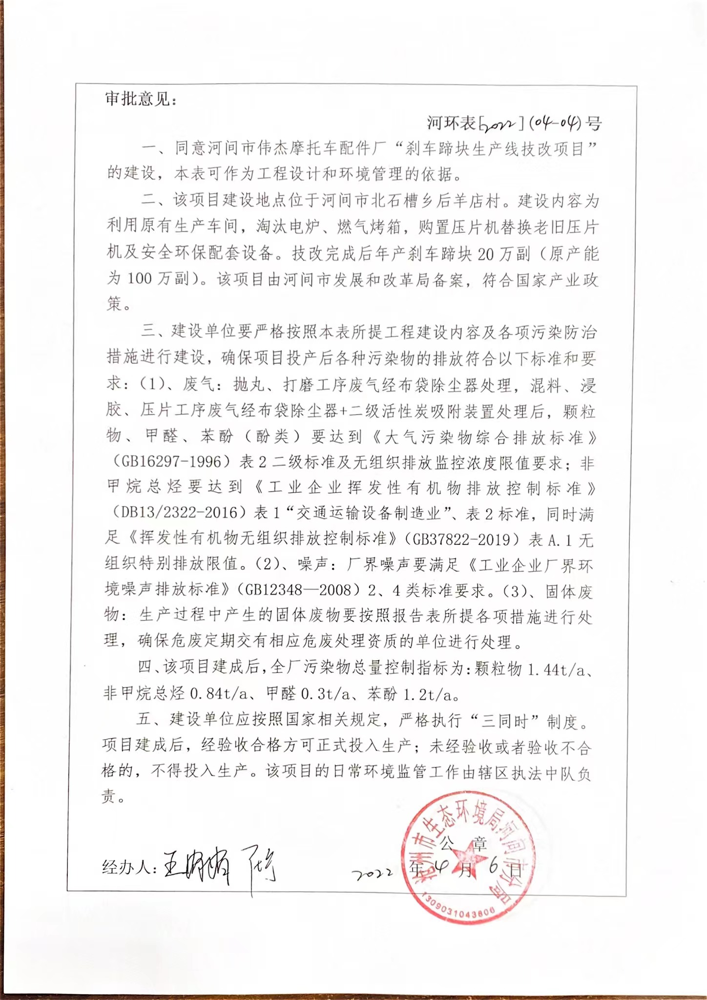 审批意见：
河环表[2022](04-04)号
一、同意河间市伟杰摩托车配件厂“刹车蹄块生产线技改项目”
的建设，本表可作为工程设计和环境管理的依据。
二、该项目建设地点位于河间市北石槽乡后羊店村。建设内容为
利用原有生产车间，淘汰电炉、燃气烤箱，购置压片机替换老旧压片
机及安全环保配套设备。技改完成后年产刹车蹄块 20 万副（原产能
为 100 万副）。该项目由河间市发展和改革局备案，符合国家产业政
策。
三、建设单位要严格按照本表所提工程建设内容及各项污染防治
措施进行建设，确保项目投产后各种污染物的排放符合以下标准和要
求：（1）、废气：抛丸、打磨工序废气经布袋除尘器处理，混料、浸
胶、压片工序废气经布袋除尘器+二级活性炭吸附装置处理后，颗粒
物、甲醛、苯酚（酚类）要达到《大气污染物综合排放标准》
（GB16297-1996）表 2 二级标准及无组织排放监控浓度限值要求；非
甲烷总烃要达到《工业企业挥发性有机物排放控制标准》
（DB13/2322-2016）表 1“交通运输设备制造业”、表 2 标准，同时满
足《挥发性有机物无组织排放控制标准》（GB37822-2019）表 A.1 无
组织特别排放限值。（2）、噪声：厂界噪声要满足《工业企业厂界环
境噪声排放标准》（GB12348—2008）2、4 类标准要求。（3）、固体废
物：生产过程中产生的固体废物要按照报告表所提各项措施进行处
理，确保危废定期交有相应危废处理资质的单位进行处理。
四、该项目建成后，全厂污染物总量控制指标为：颗粒物 1.44t/a、
非甲烷总烃 0.84t/a、甲醛 0.3t/a、苯酚 1.2t/a。
五、建设单位应按照国家相关规定，严格执行“三同时”制度。
项目建成后，经验收合格方可正式投入生产；未经验收或者验收不合
格的，不得投入生产。该项目的日常环境监管工作由辖区执法中队负
责。
沧州市生态环境局河间市分局
公 章
经办人：王 2022 年 4 月 6 日
1309031043606